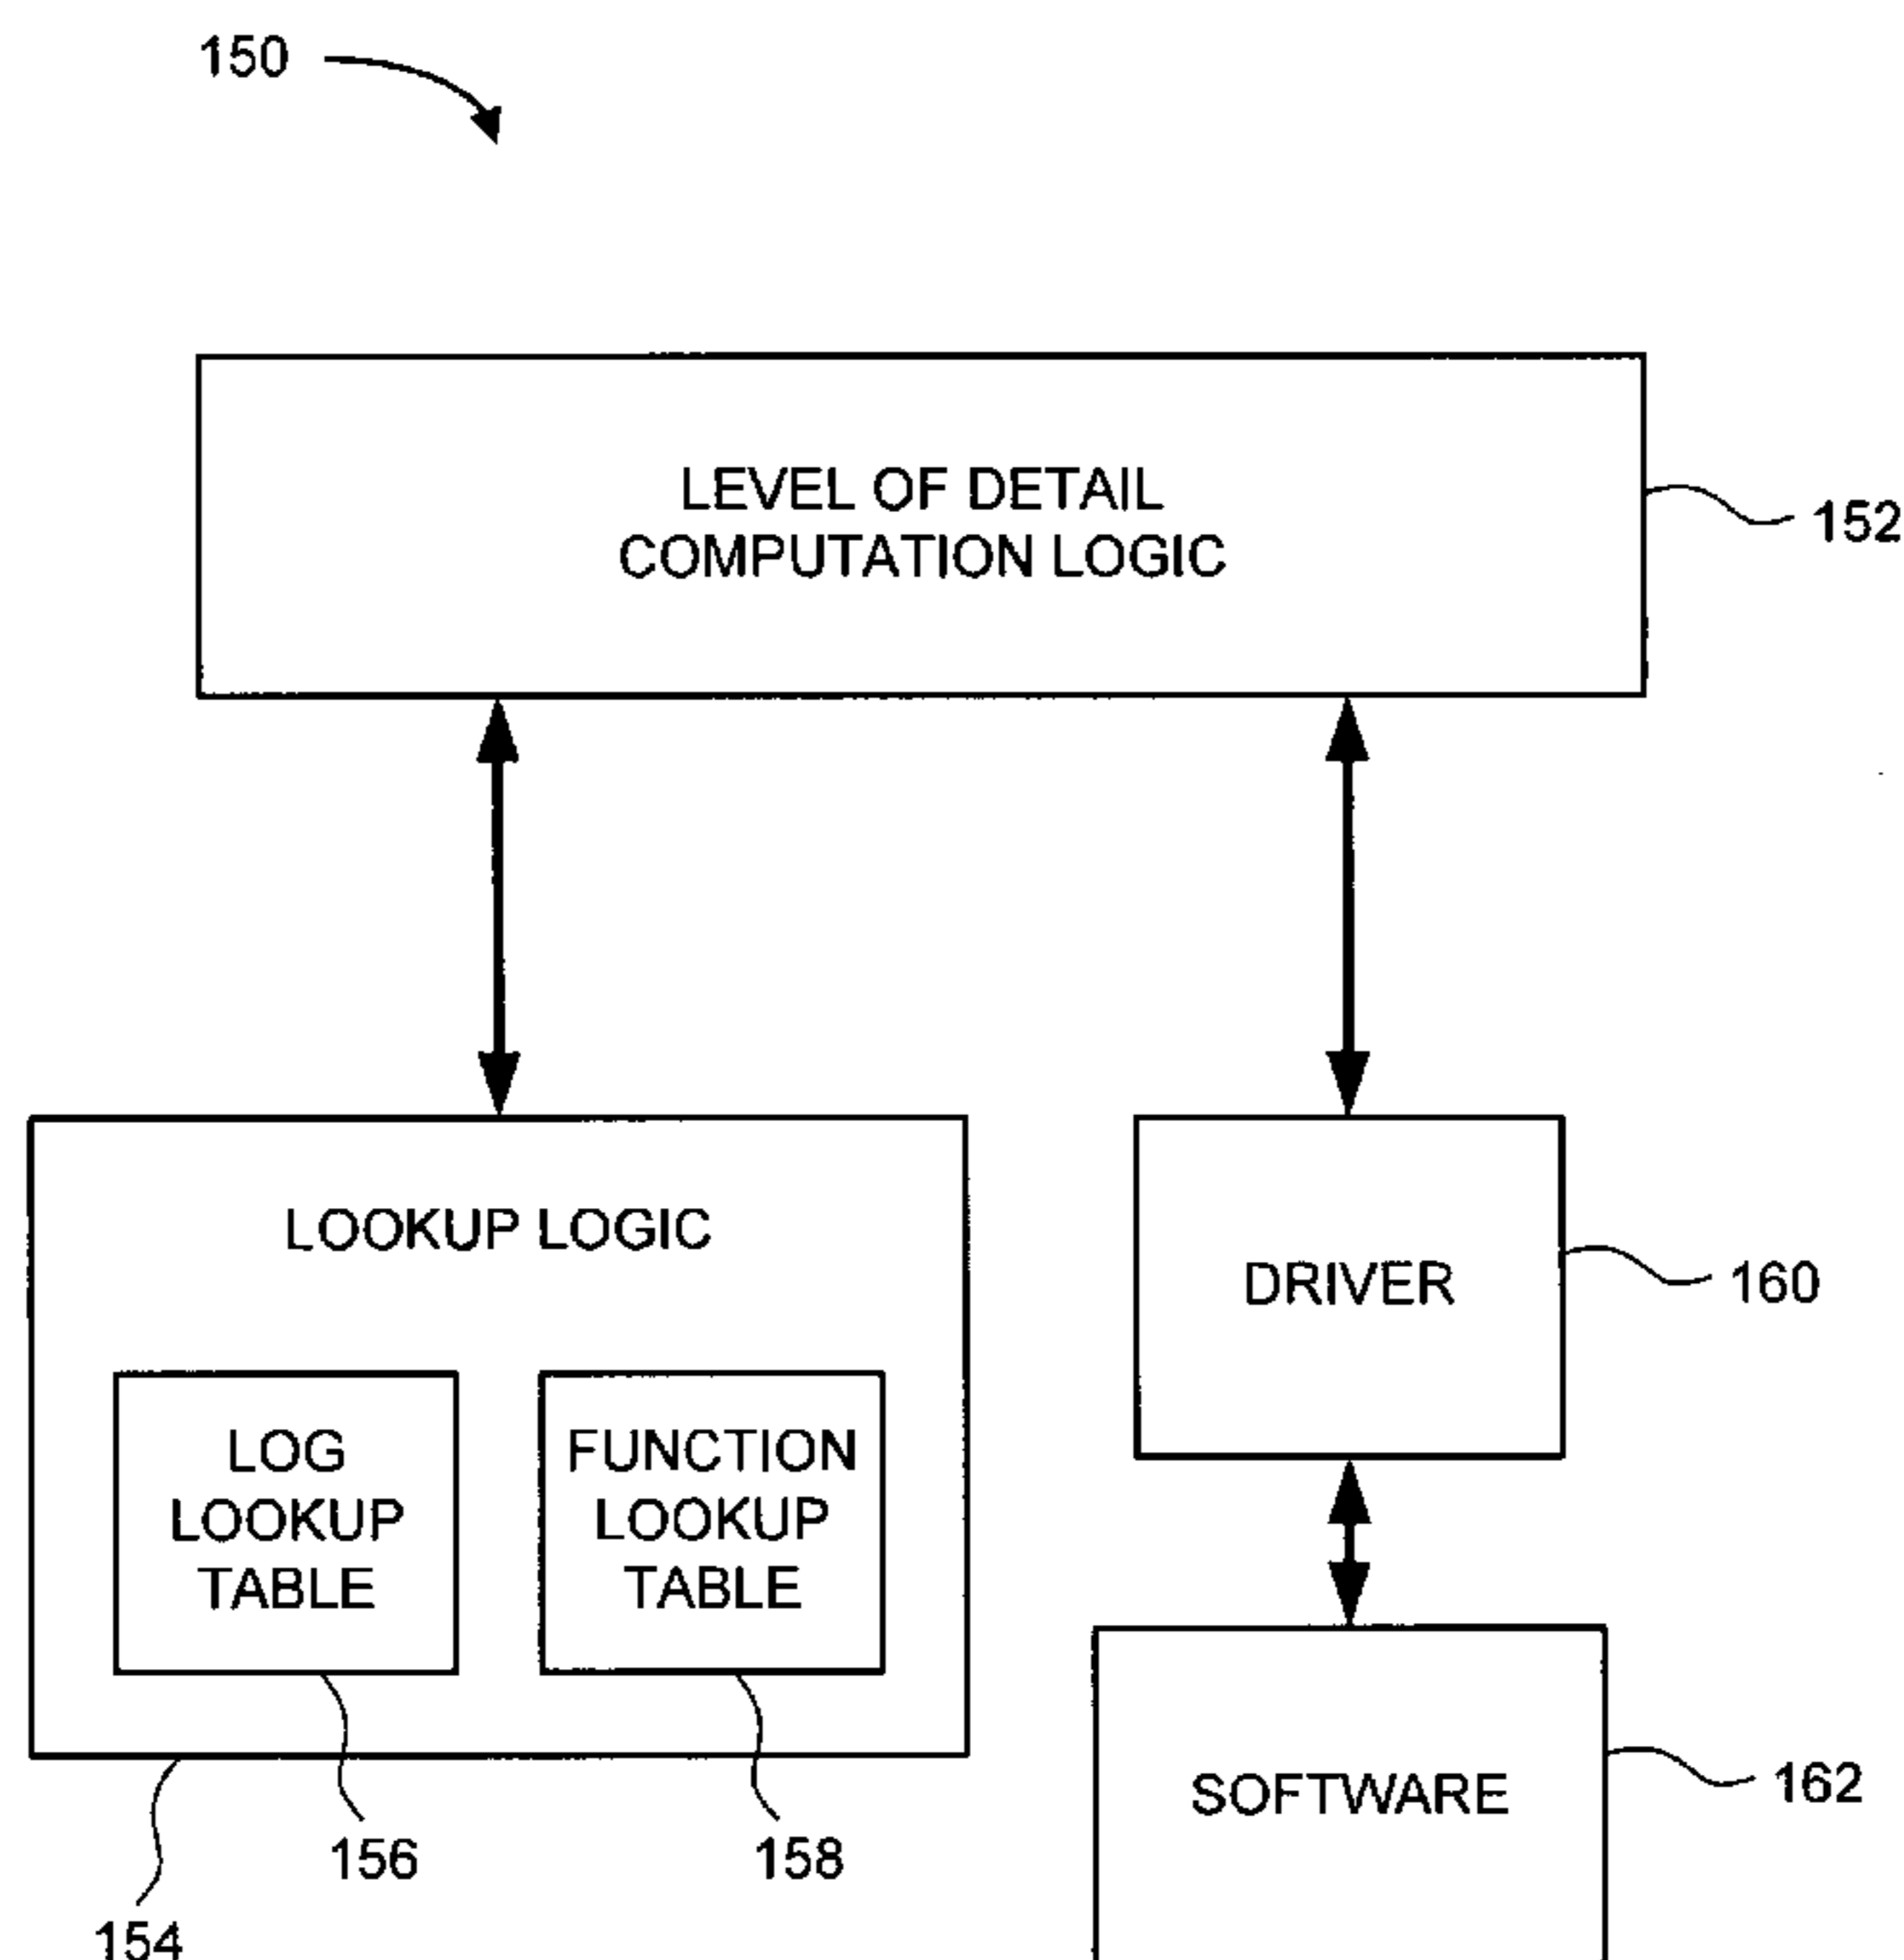 150
LEVEL OF DETAIL
COMPUTATION LOGIC
152
LOOKUP LOGIC
LOG
LOOKUP
TABLE
FUNCTION
LOOKUP
TABLE
156
158
154
DRIVER
160
SOFTWARE
162